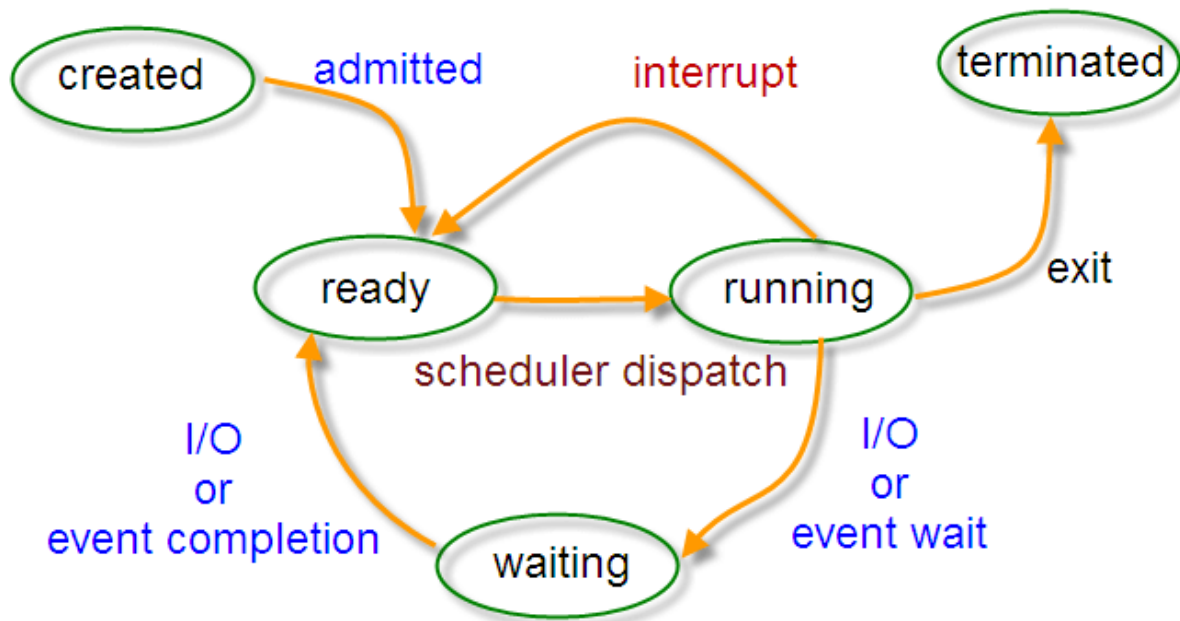 created
admitted
interrupt
terminated
ready
running
exit
scheduler dispatch
I/O
or
event completion
I/O
or
event wait
waiting